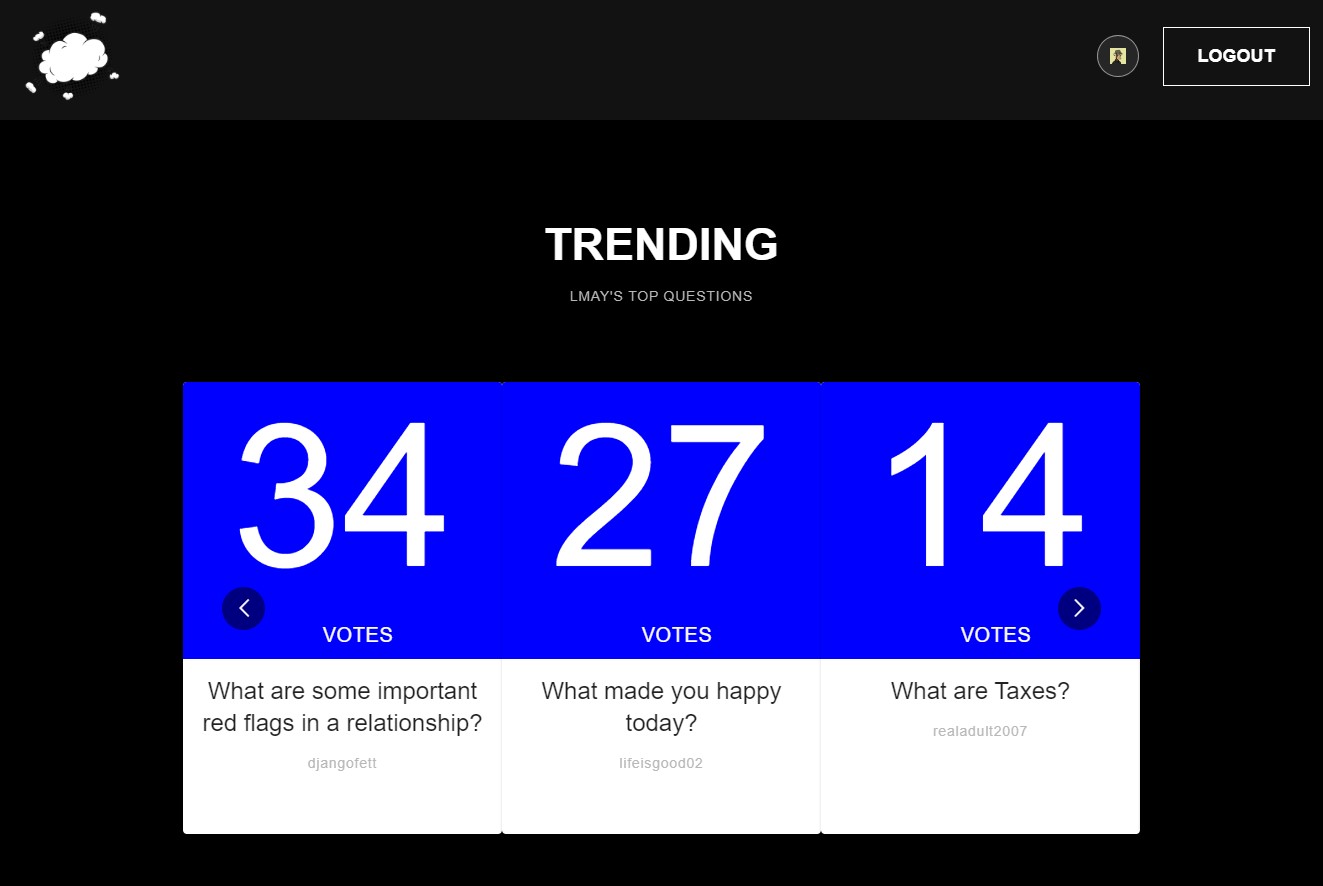 LOGOUT
TRENDING
LMAY'S TOP QUESTIONS
34
VOTES
What are some important
red flags in a relationship?
djangofett
27
VOTES
What made you happy
today?
lifeisgood02
14
VOTES
What are Taxes?
realadult2007